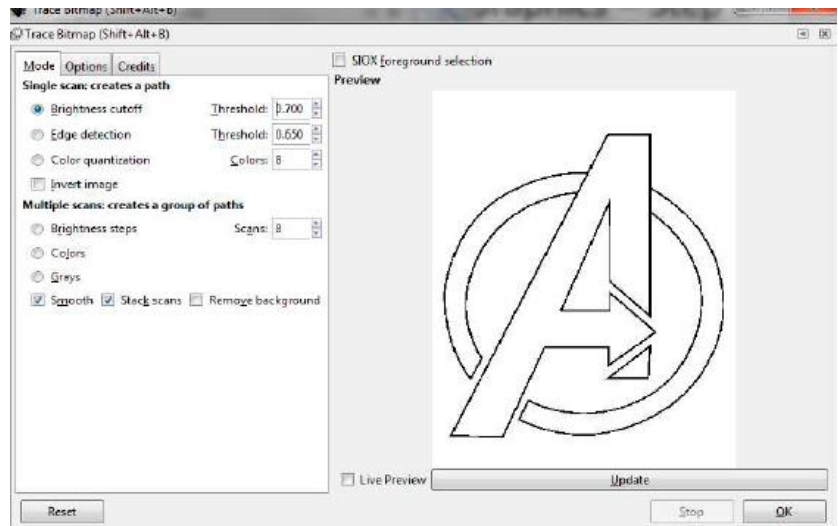 Trace Bitmap (Shift+Alt+B)
Trace Bitmap (Shift+Alt+B)
Mode Options Credits
Single scan: creates a path
Brightness cutoff Threshold: 0.700
Edge detection Threshold: 0.650
Color quantization Colors: 8
Invert image
Multiple scans: creates a group of paths
Brightness steps Scans: 8
Colors
Grays
Smooth Stack scans Remove background
SIOX foreground selection
Preview
Live Preview Update
Reset Stop OK